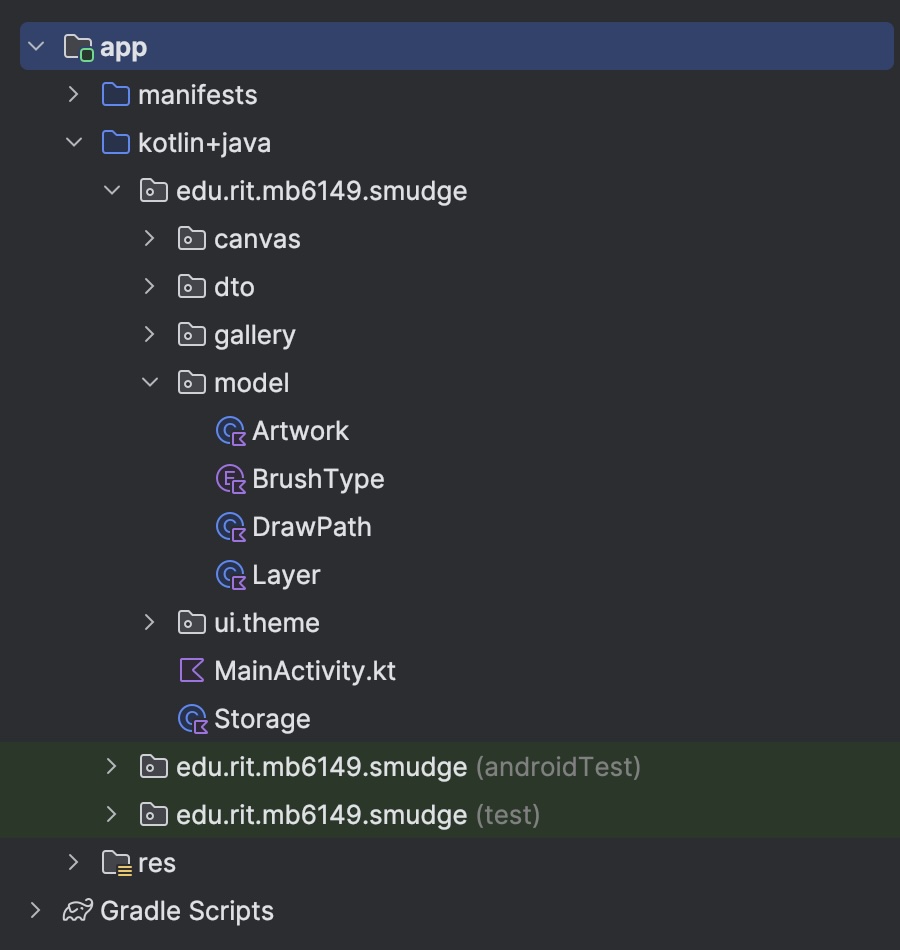 app
manifests
kotlin+java
edu.rit.mb6149.smudge
canvas
dto
gallery
model
Artwork
BrushType
DrawPath
Layer
ui.theme
MainActivity.kt
Storage
edu.rit.mb6149.smudge (androidTest)
edu.rit.mb6149.smudge (test)
res
Gradle Scripts